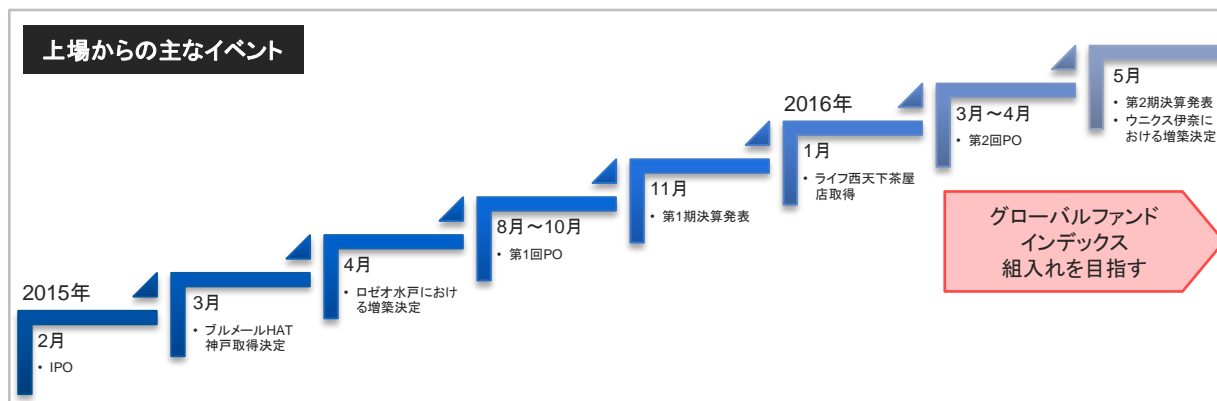 上場からの主なイベント
2015年
2月
• IPO
3月
• ブルメールHAT
神戸取得決定
4月
• ロゼオ水戸におけ
る増築決定
8月～10月
• 第1回PO
11月
• 第1期決算発表
2016年
1月
• ライフ西天下茶屋
店取得
3月～4月
• 第2回PO
5月
• 第2期決算発表
• ウニクス伊奈に
おける増築決定
グローバルファンド
インデックス
組入れを目指す